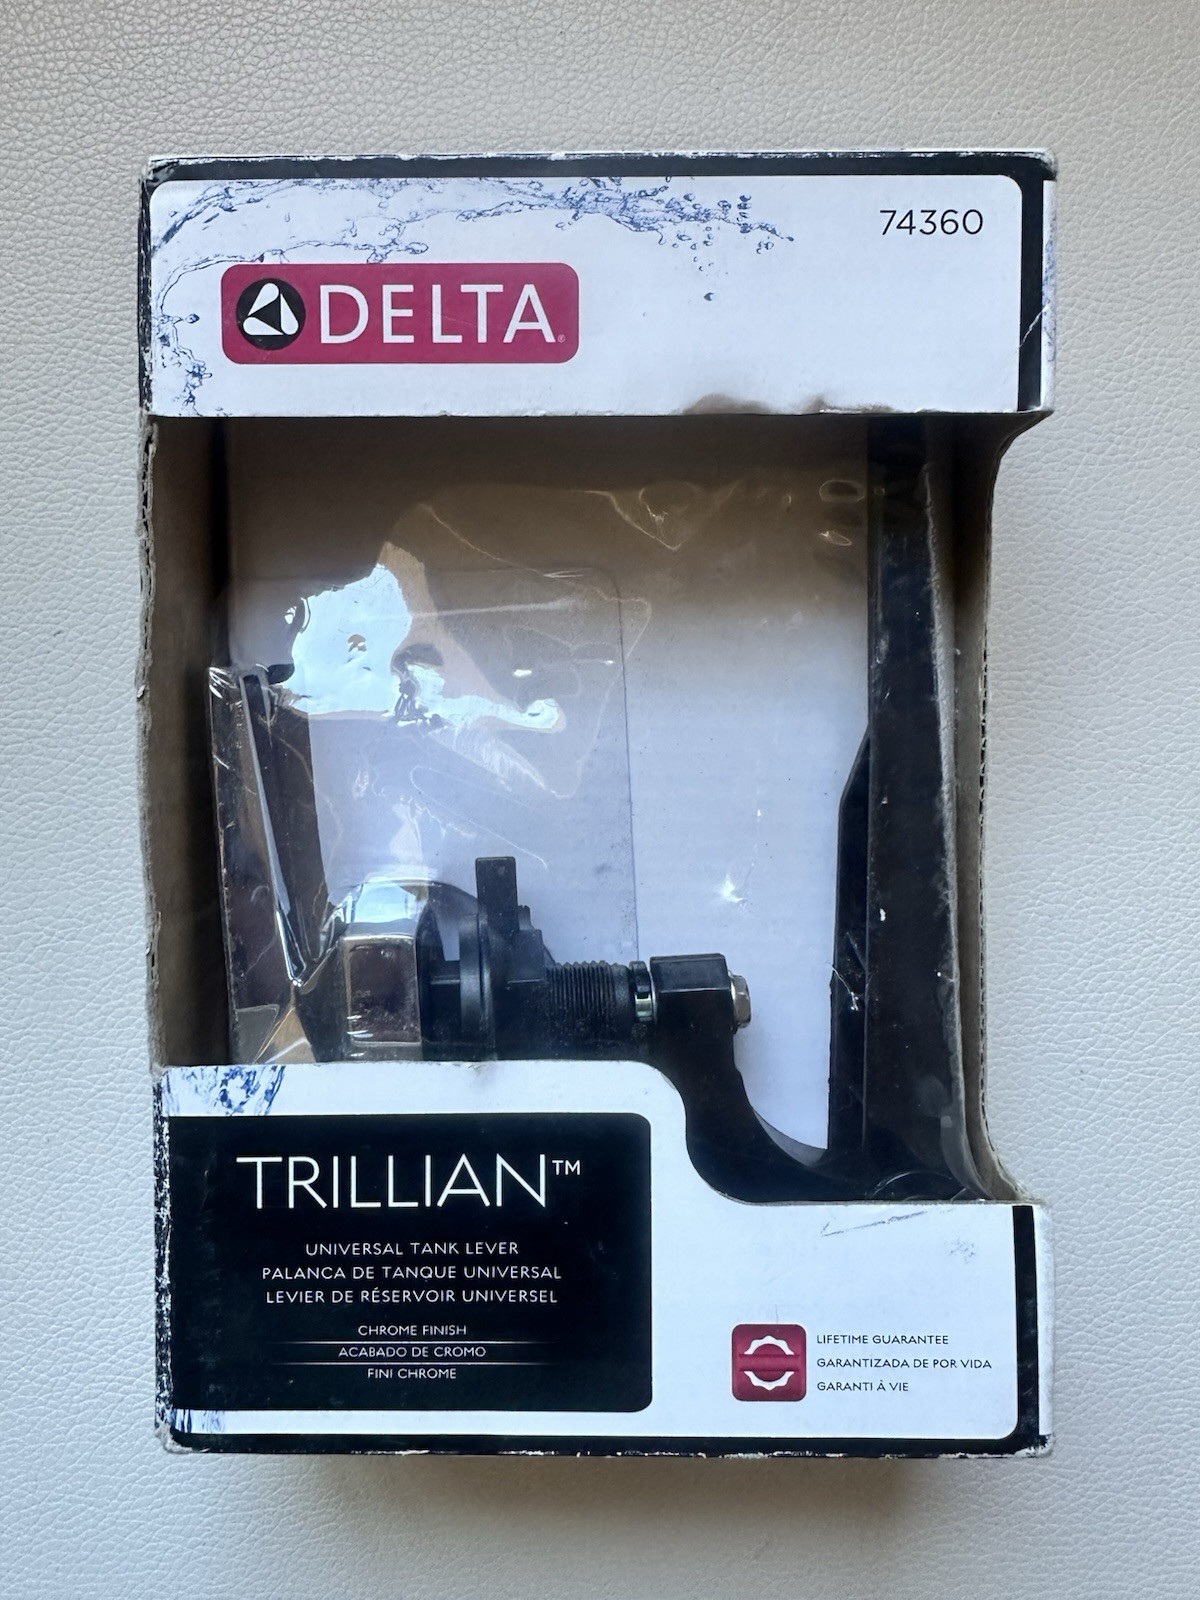 74360
DELTA®
TRILLIAN™
UNIVERSAL TANK LEVER
PALANCA DE TANQUE UNIVERSAL
LEVIER DE RÉSERVOIR UNIVERSEL
CHROME FINISH
ACABADO DE CROMO
FINI CHROME
LIFETIME GUARANTEE
GARANTIZADA DE POR VIDA
GARANTI À VIE